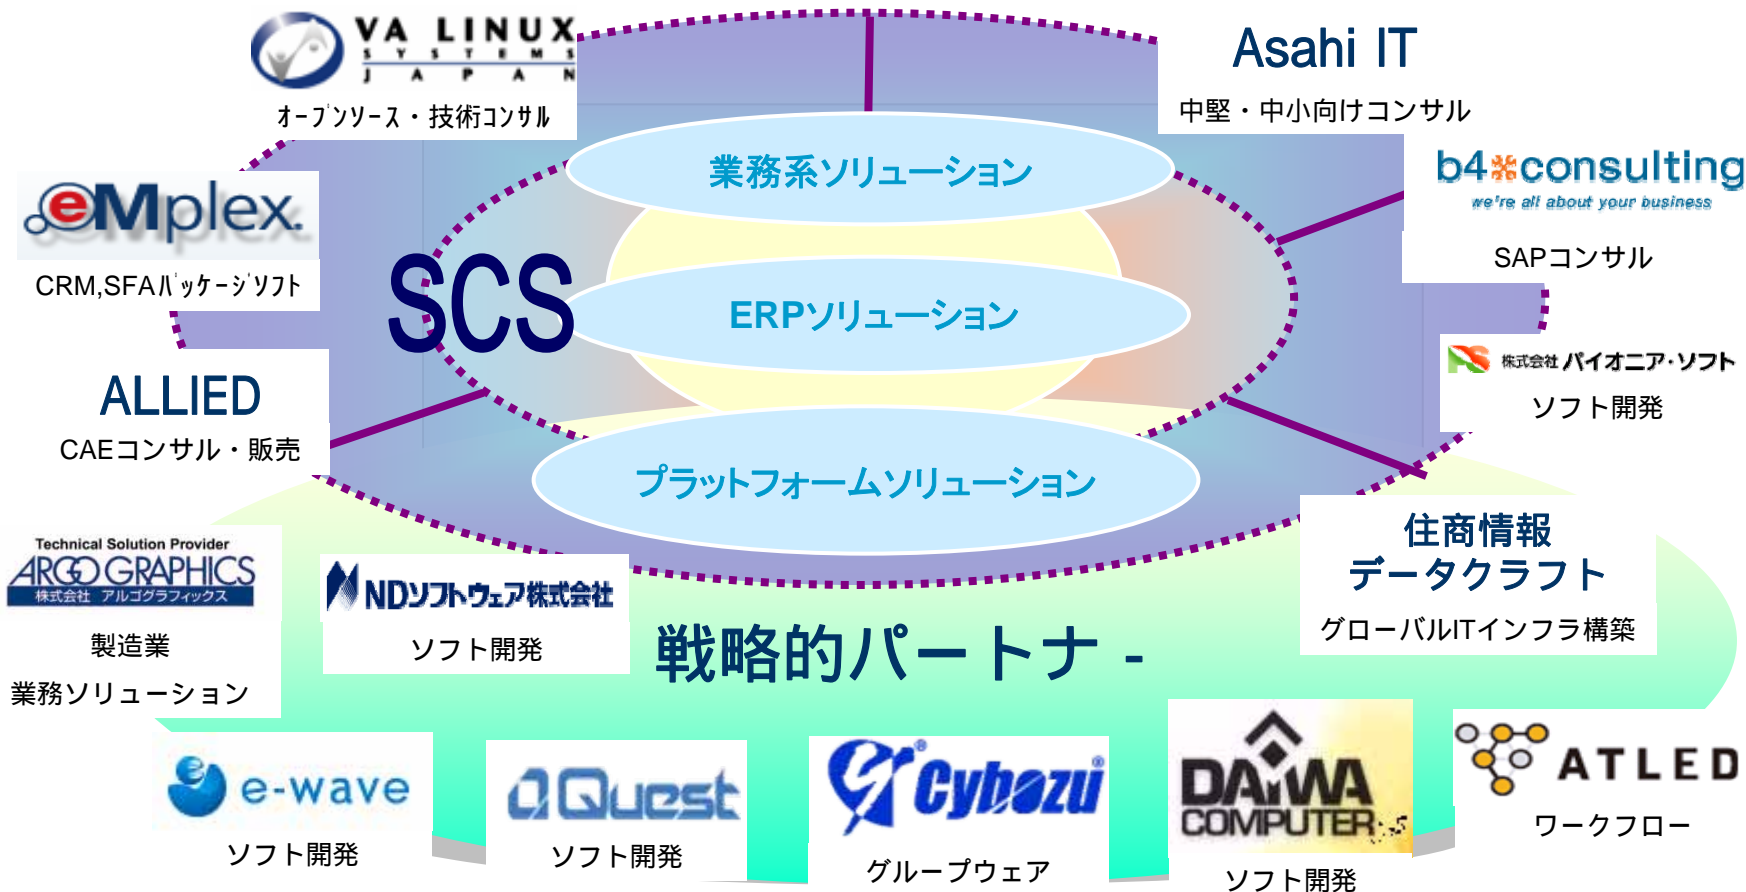 VA LINUX
SYSTEMS
JAPAN
オープンソース・技術コンサル
Asahi IT
中堅・中小向けコンサル
業務系ソリューション
b4*consulting
we're all about your business
SAPコンサル
eMplex.
CRM,SFAパッケージソフト
SCS
ERPソリューション
株式会社 パイオニア・ソフト
ソフト開発
ALLIED
CAEコンサル・販売
プラットフォームソリューション
Technical Solution Provider
ARGO GRAPHICS
株式会社 アルゴグラフィックス
製造業
業務ソリューション
NDソフトウェア株式会社
ソフト開発
住商情報
データクラフト
グローバルITインフラ構築
戦略的パートナ -
e-wave
ソフト開発
Quest
ソフト開発
Cybozu
グループウェア
DAiWA
COMPUTER
ソフト開発
ATLED
ワークフロー